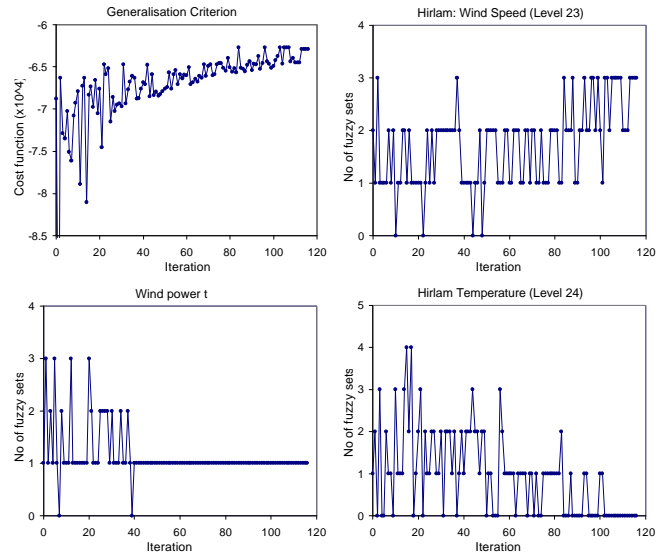 Generalisation Criterion
Cost function (x10^4)
-6
-6.5
-7
-7.5
-8
-8.5
0 20 40 60 80 100 120
Iteration
Hirlam: Wind Speed (Level 23)
No of fuzzy sets
4
3
2
1
0
0 20 40 60 80 100 120
Iteration
Wind power t
No of fuzzy sets
4
3
2
1
0
0 20 40 60 80 100 120
Iteration
Hirlam Temperature (Level 24)
No of fuzzy sets
5
4
3
2
1
0
0 20 40 60 80 100 120
Iteration